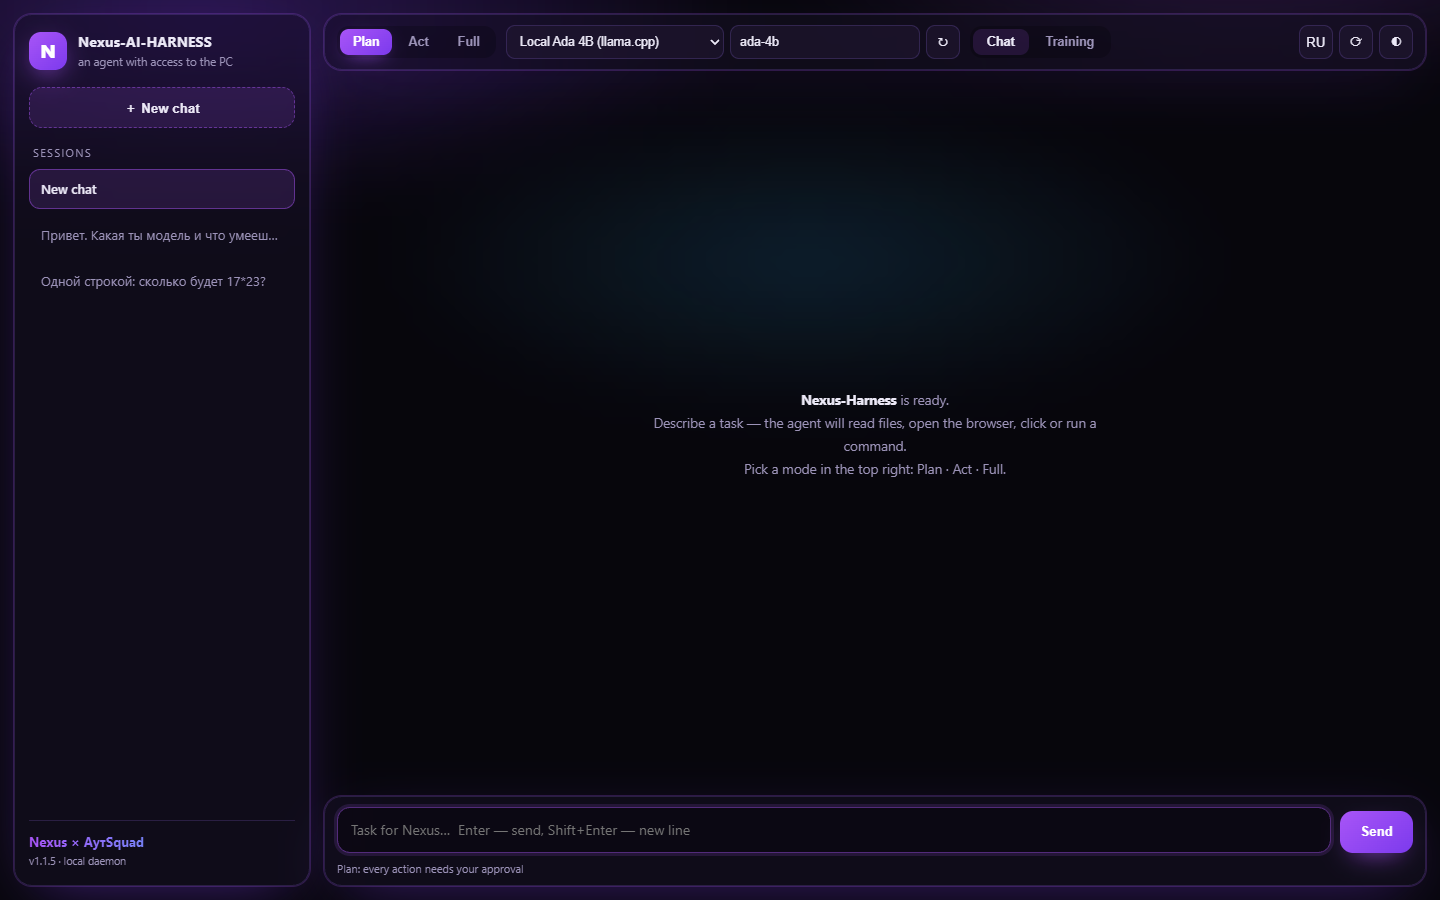 N
Nexus-AI-HARNESS
an agent with access to the PC
+ New chat
SESSIONS
New chat
Привет. Какая ты модель и что умееш...
Одной строкой: сколько будет 17*23?
Nexus × АутSquad
v1.1.5 · local daemon
Plan Act Full Local Ada 4B (llama.cpp) ada-4b ↻ Chat Training RU
Nexus-Harness is ready.
Describe a task — the agent will read files, open the browser, click or run a
command.
Pick a mode in the top right: Plan · Act · Full.
Task for Nexus... Enter — send, Shift+Enter — new line
Send
Plan: every action needs your approval